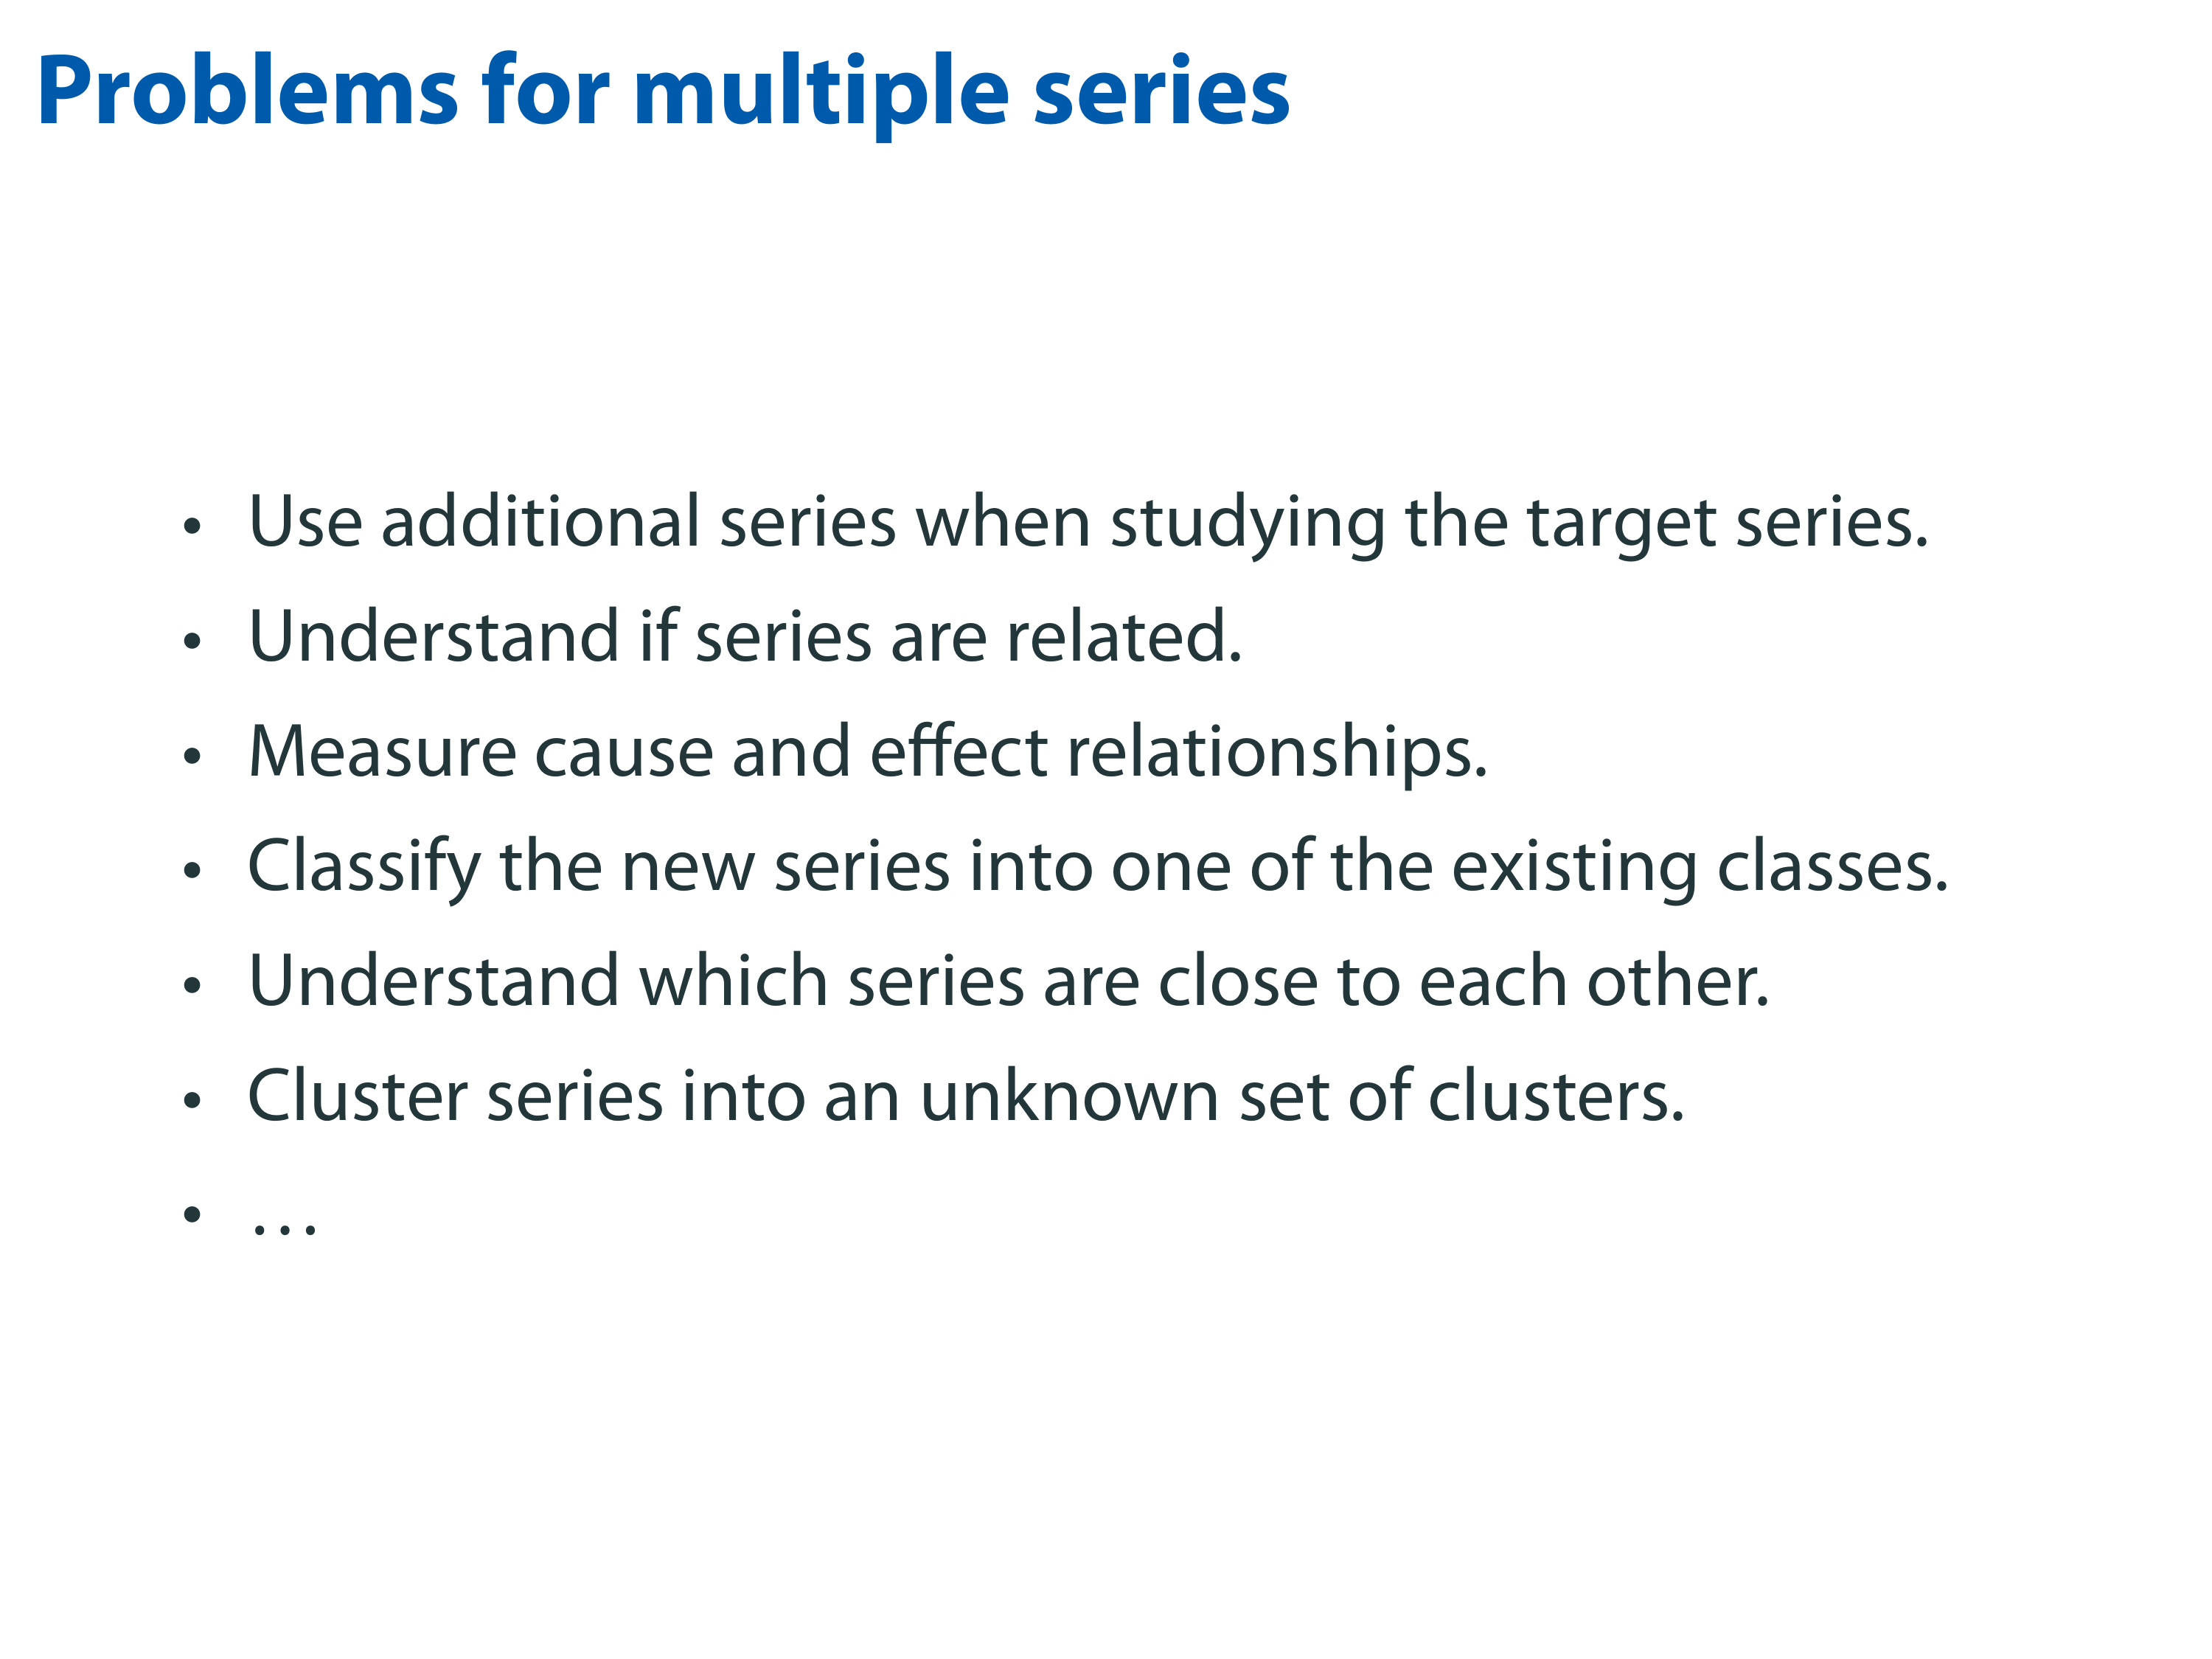 Problems for multiple series
• Use additional series when studying the target series.
• Understand if series are related.
• Measure cause and effect relationships.
• Classify the new series into one of the existing classes.
• Understand which series are close to each other.
• Cluster series into an unknown set of clusters.
• …